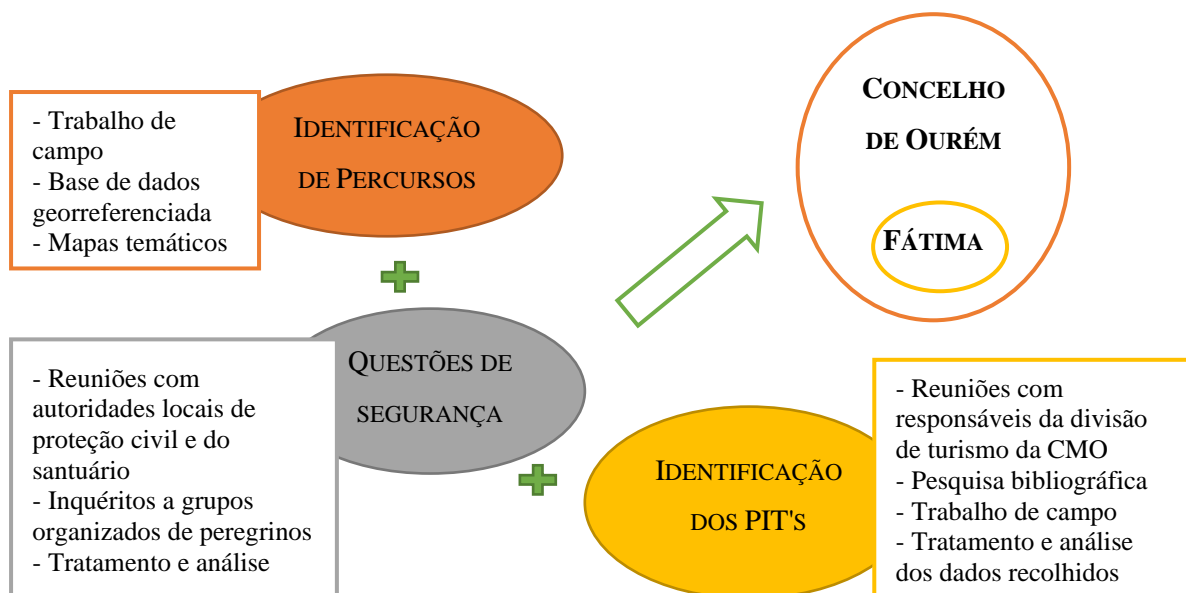 - Trabalho de
campo
- Base de dados
georreferenciada
- Mapas temáticos
IDENTIFICAÇÃO
DE PERCURSOS
CONCELHO
DE OURÉM
FÁTIMA
- Reuniões com
autoridades locais de
proteção civil e do
santuário
- Inquéritos a grupos
organizados de peregrinos
- Tratamento e análise
QUESTÕES DE
SEGURANÇA
IDENTIFICAÇÃO
DOS PIT'S
- Reuniões com
responsáveis da divisão
de turismo da CMO
- Pesquisa bibliográfica
- Trabalho de campo
- Tratamento e análise
dos dados recolhidos